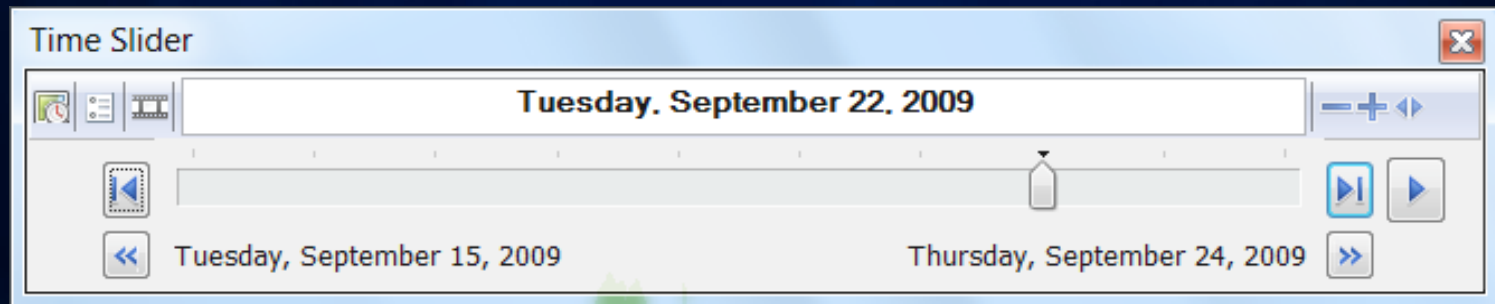 Time Slider
Tuesday, September 22, 2009
Tuesday, September 15, 2009
Thursday, September 24, 2009